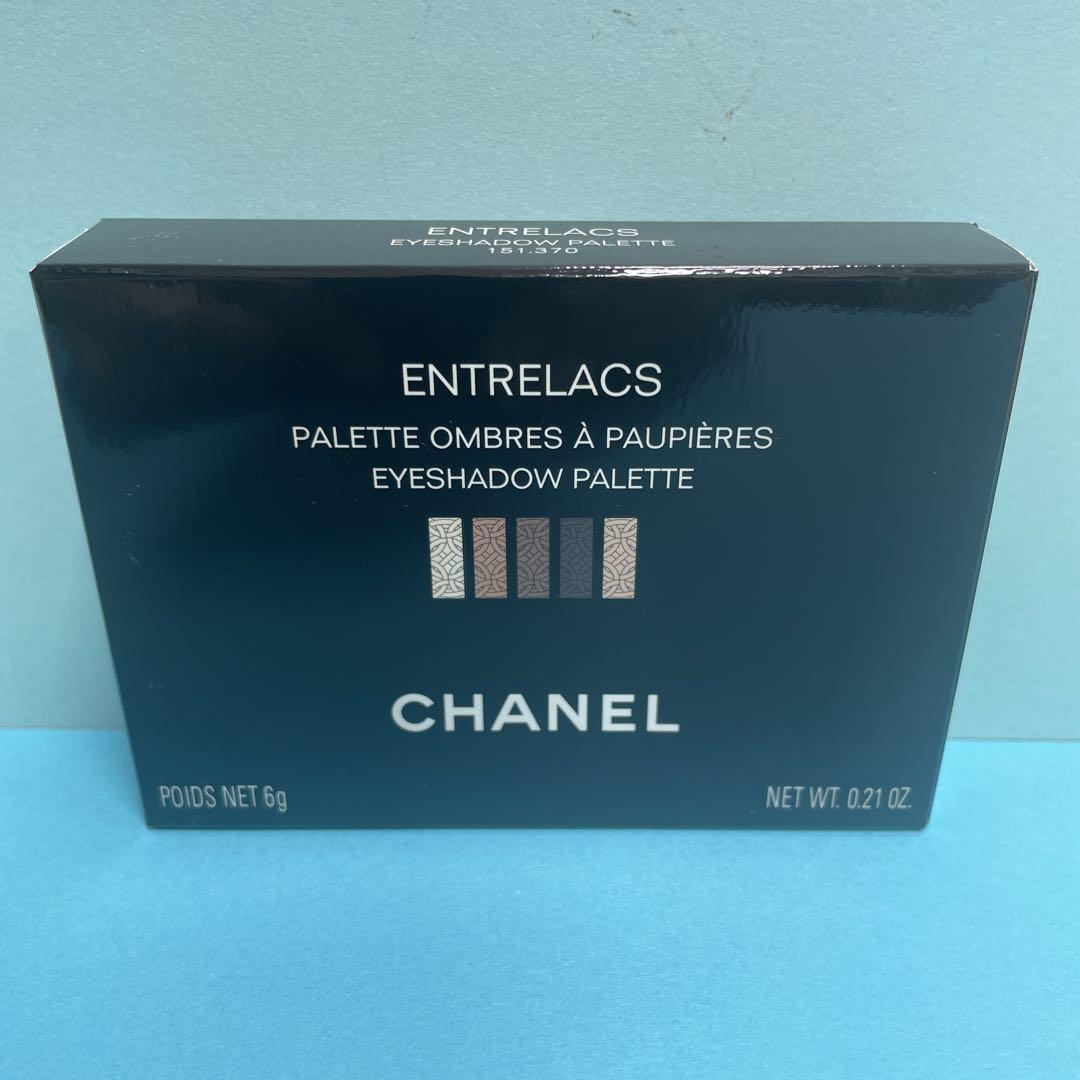 ENTRELACS
EYESHADOW PALETTE
151.370
ENTRELACS
PALETTE OMBRES À PAUPIÈRES
EYESHADOW PALETTE
CHANEL
POIDS NET 6g
NET WT. 0.21 OZ.